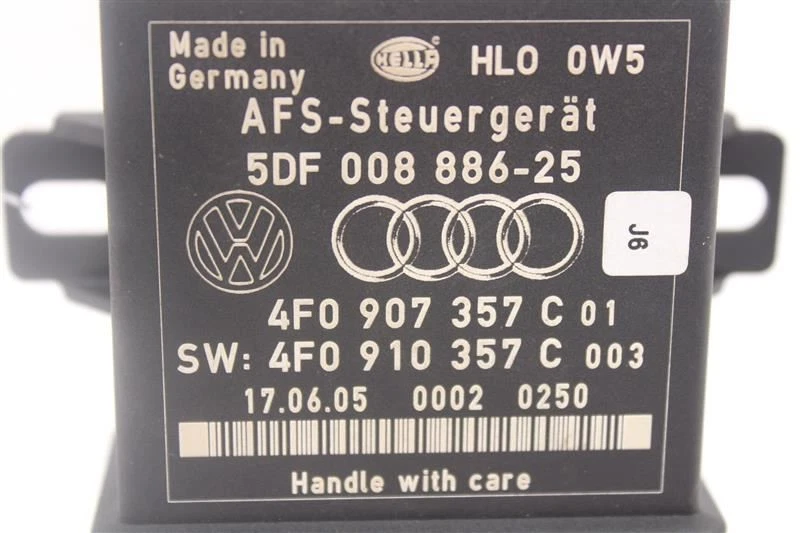 Made in
Germany
HELLA
HLO 0W5
AFS-Steuergerät
5DF 008 886-25
J6
4F0 907 357 C 01
SW: 4F0 910 357 C 003
17.06.05 0002 0250
Handle with care